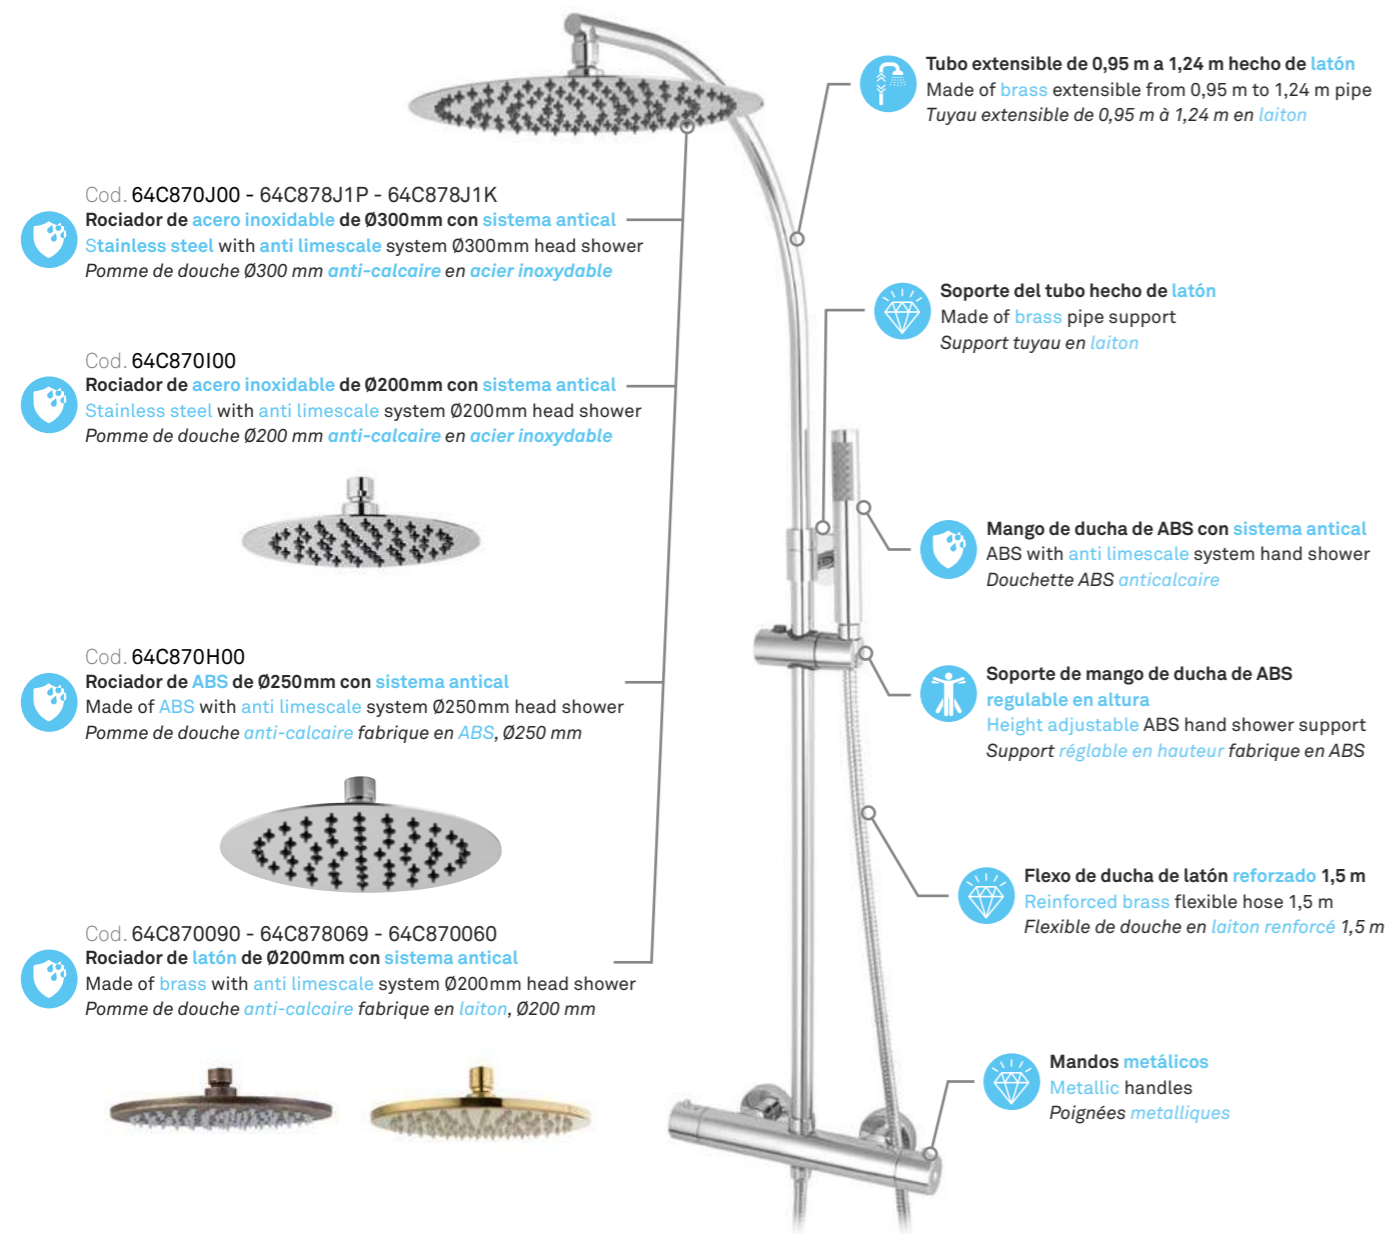 Cod. 64C870J00 - 64C878J1P - 64C878J1K
Rociador de acero inoxidable de Ø300mm con sistema antical
Stainless steel with anti limescale system Ø300mm head shower
Pomme de douche Ø300 mm anti-calcaire en acier inoxydable
Cod. 64C870I00
Rociador de acero inoxidable de Ø200mm con sistema antical
Stainless steel with anti limescale system Ø200mm head shower
Pomme de douche Ø200 mm anti-calcaire en acier inoxydable
Cod. 64C870H00
Rociador de ABS de Ø250mm con sistema antical
Made of ABS with anti limescale system Ø250mm head shower
Pomme de douche anti-calcaire fabrique en ABS, Ø250 mm
Cod. 64C870090 - 64C878069 - 64C870060
Rociador de latón de Ø200mm con sistema antical
Made of brass with anti limescale system Ø200mm head shower
Pomme de douche anti-calcaire fabrique en laiton, Ø200 mm
Tubo extensible de 0,95 m a 1,24 m hecho de latón
Made of brass extensible from 0,95 m to 1,24 m pipe
Tuyau extensible de 0,95 m à 1,24 m en laiton
Soporte del tubo hecho de latón
Made of brass pipe support
Support tuyau en laiton
Mango de ducha de ABS con sistema antical
ABS with anti limescale system hand shower
Douchette ABS anticalcaire
Soporte de mango de ducha de ABS
regulable en altura
Height adjustable ABS hand shower support
Support réglable en hauteur fabrique en ABS
Flexo de ducha de latón reforzado 1,5 m
Reinforced brass flexible hose 1,5 m
Flexible de douche en laiton renforcé 1,5 m
Mandos metálicos
Metallic handles
Poignées metalliques